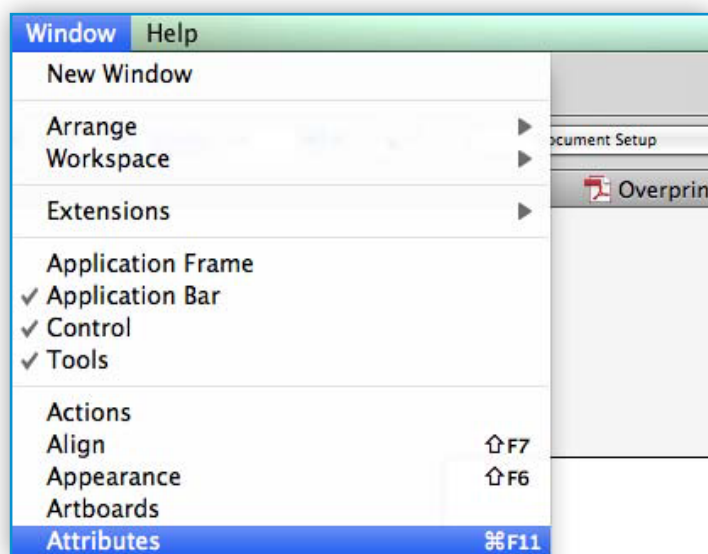 Window Help
New Window
Arrange
Workspace
ocument Setup
Overprin
Extensions
Application Frame
✓ Application Bar
✓ Control
✓ Tools
Actions
Align ⇧F7
Appearance ⇧F6
Artboards
Attributes ⌘F11